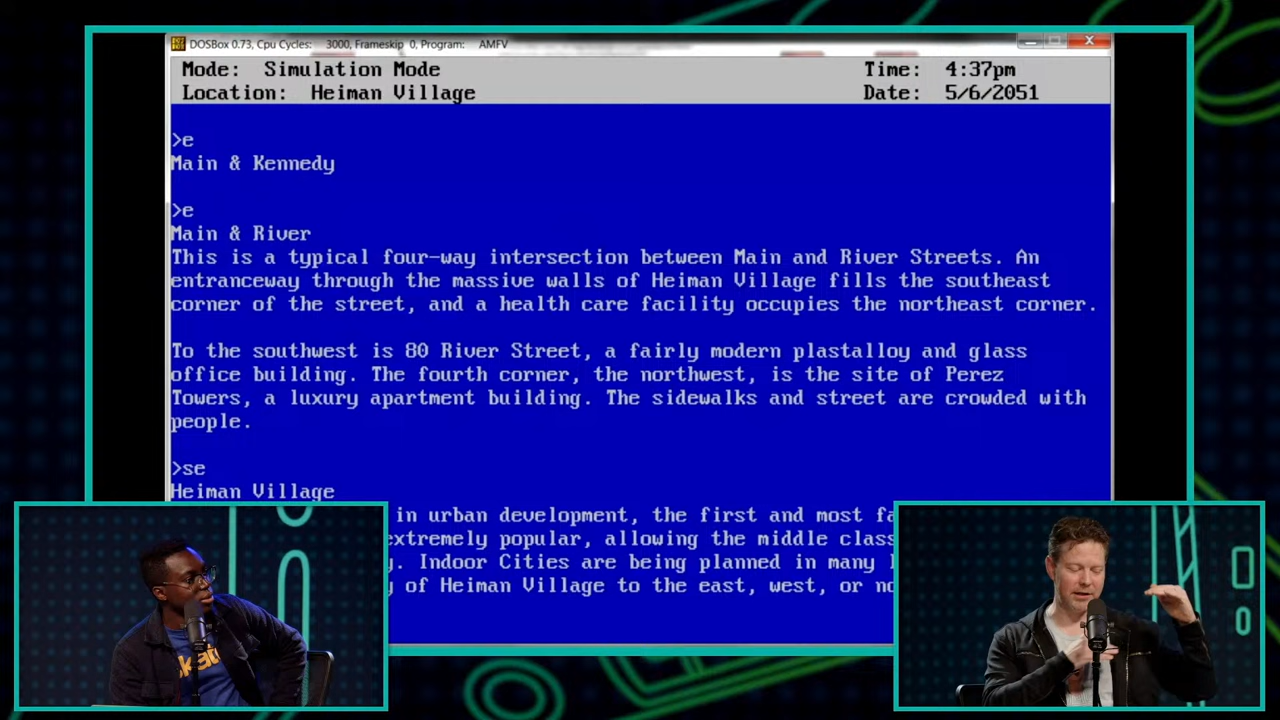 DOSBox 0.73, Cpu Cycles: 3000, Frameskip 0, Program: AMFV
Mode: Simulation Mode Time: 4:37pm
Location: Heiman Village Date: 5/6/2051
>e
Main & Kennedy
>e
Main & River
This is a typical four-way intersection between Main and River Streets. An
entranceway through the massive walls of Heiman Village fills the southeast
corner of the street, and a health care facility occupies the northeast corner.
To the southwest is 80 River Street, a fairly modern plastalloy and glass
office building. The fourth corner, the northwest, is the site of Perez
Towers, a luxury apartment building. The sidewalks and street are crowded with
people.
>se
Heiman Village
in urban development, the first and most
extremely popular, allowing the middle class
Indoor Cities are being planned in many
of Heiman Village to the east, west, or